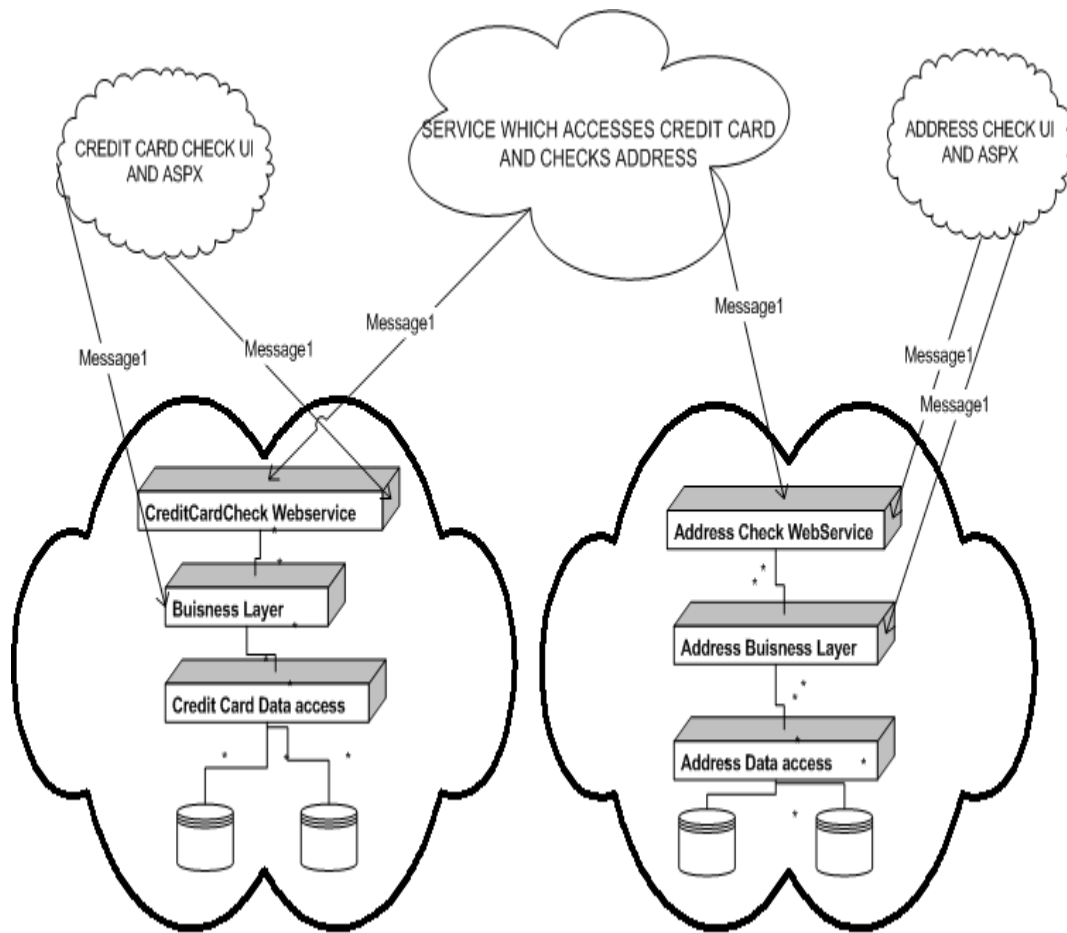 CREDIT CARD CHECK UI
AND ASPX
SERVICE WHICH ACCESSES CREDIT CARD
AND CHECKS ADDRESS
ADDRESS CHECK UI
AND ASPX
Message1
Message1
Message1
Message1
Message1
Message1
CreditCardCheck Webservice
*
*
Buisness Layer
*
*
*
Credit Card Data access
*
*
*
Address Check WebService
*
*
Address Buisness Layer
*
*
*
Address Data access
*
*